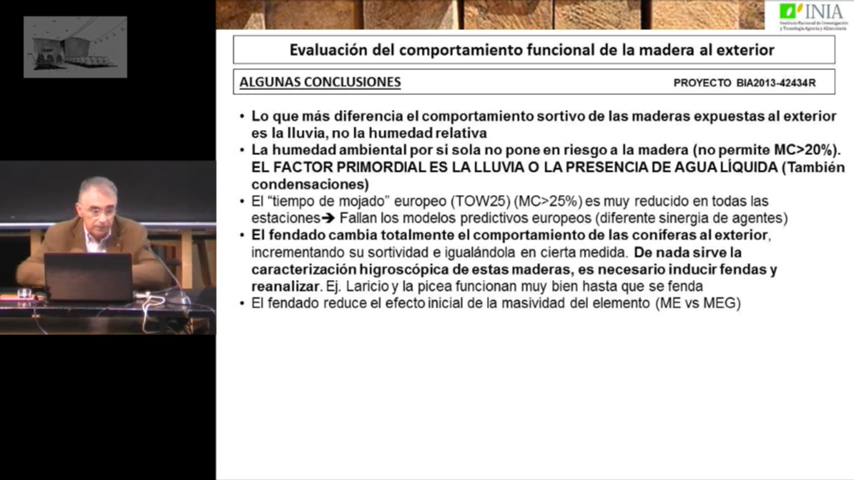 INIA
Instituto Nacional de Investigación
y Tecnología Agraria y Alimentaria
Evaluación del comportamiento funcional de la madera al exterior
ALGUNAS CONCLUSIONES
PROYECTO BIA2013-42434R
• Lo que más diferencia el comportamiento sortivo de las maderas expuestas al exterior
es la lluvia, no la humedad relativa
• La humedad ambiental por si sola no pone en riesgo a la madera (no permite MC>20%).
EL FACTOR PRIMORDIAL ES LA LLUVIA O LA PRESENCIA DE AGUA LÍQUIDA (También
condensaciones)
• El “tiempo de mojado” europeo (TOW25) (MC>25%) es muy reducido en todas las
estaciones➔ Fallan los modelos predictivos europeos (diferente sinergia de agentes)
• El fendado cambia totalmente el comportamiento de las coníferas al exterior,
incrementando su sortividad e igualándola en cierta medida. De nada sirve la
caracterización higroscópica de estas maderas, es necesario inducir fendas y
reanalizar. Ej. Laricio y la picea funcionan muy bien hasta que se fenda
• El fendado reduce el efecto inicial de la masividad del elemento (ME vs MEG)